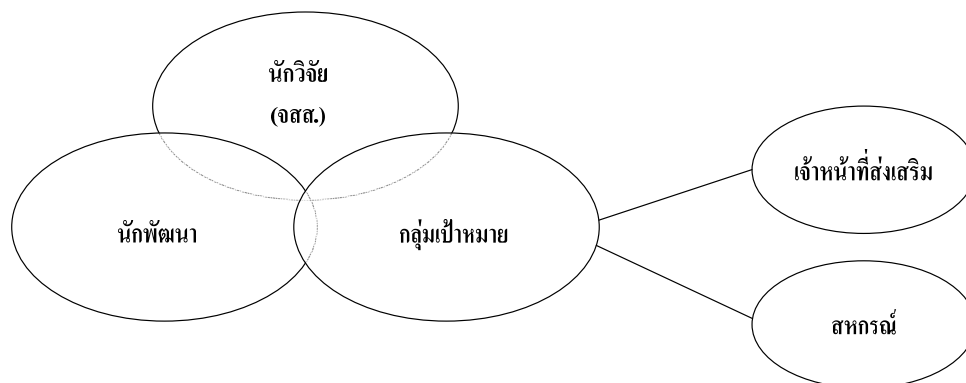 นักวิจัย
(จสส.)
เจ้าหน้าที่ส่งเสริม
นักพัฒนา
กลุ่มเป้าหมาย
สหกรณ์